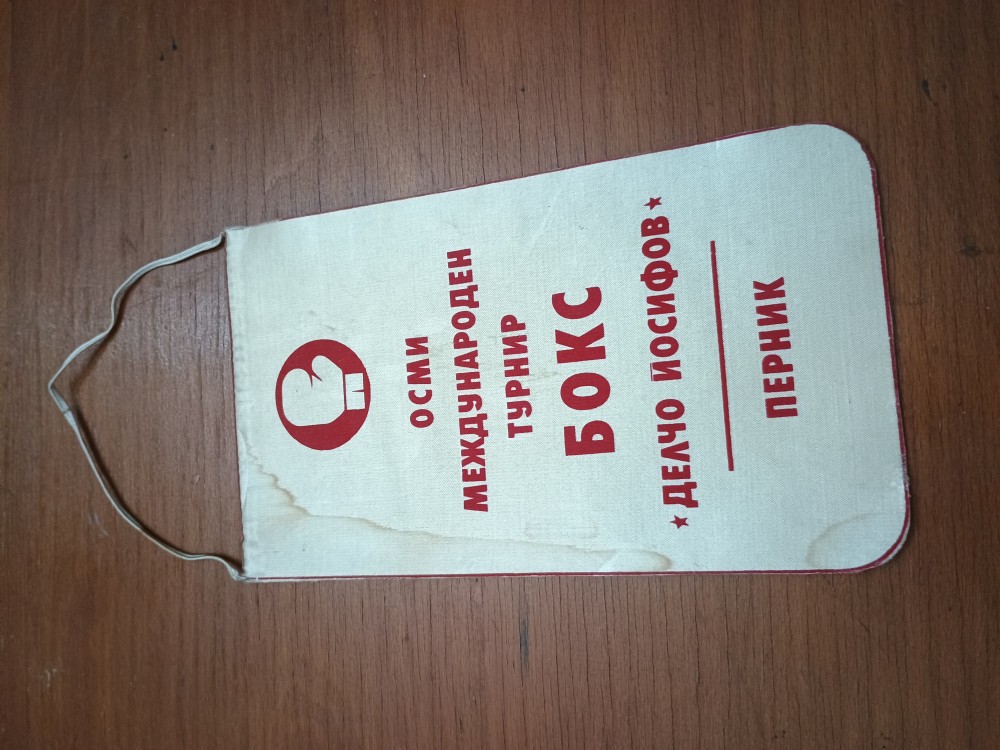 ОСМИ
МЕЖДУНАРОДЕН
ТУРНИР
БОКС
★ДЕЛЧО ЙОСИФОВ★
ПЕРНИК